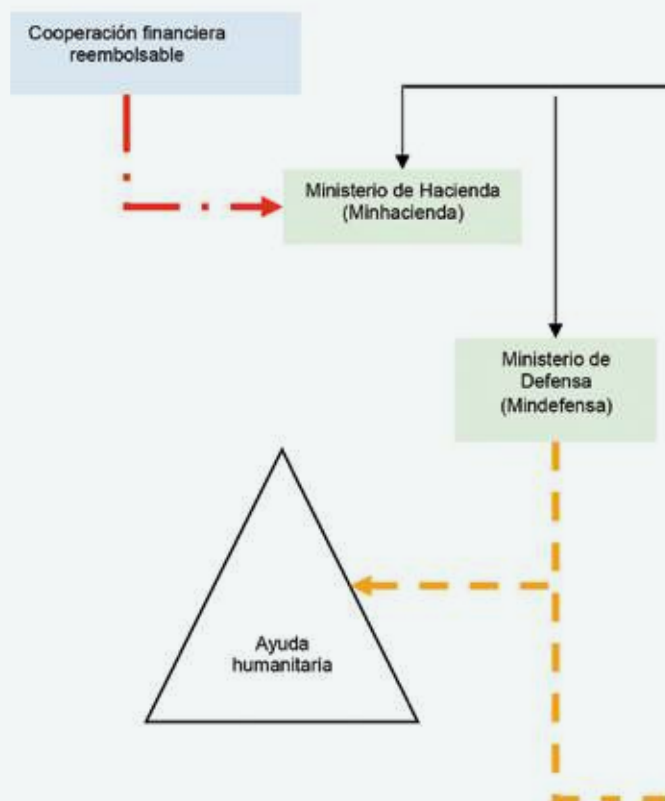 Cooperación financiera
reembolsable
Ministerio de Hacienda
(Minhacienda)
Ministerio de
Defensa
(Mindefensa)
Ayuda
humanitaria